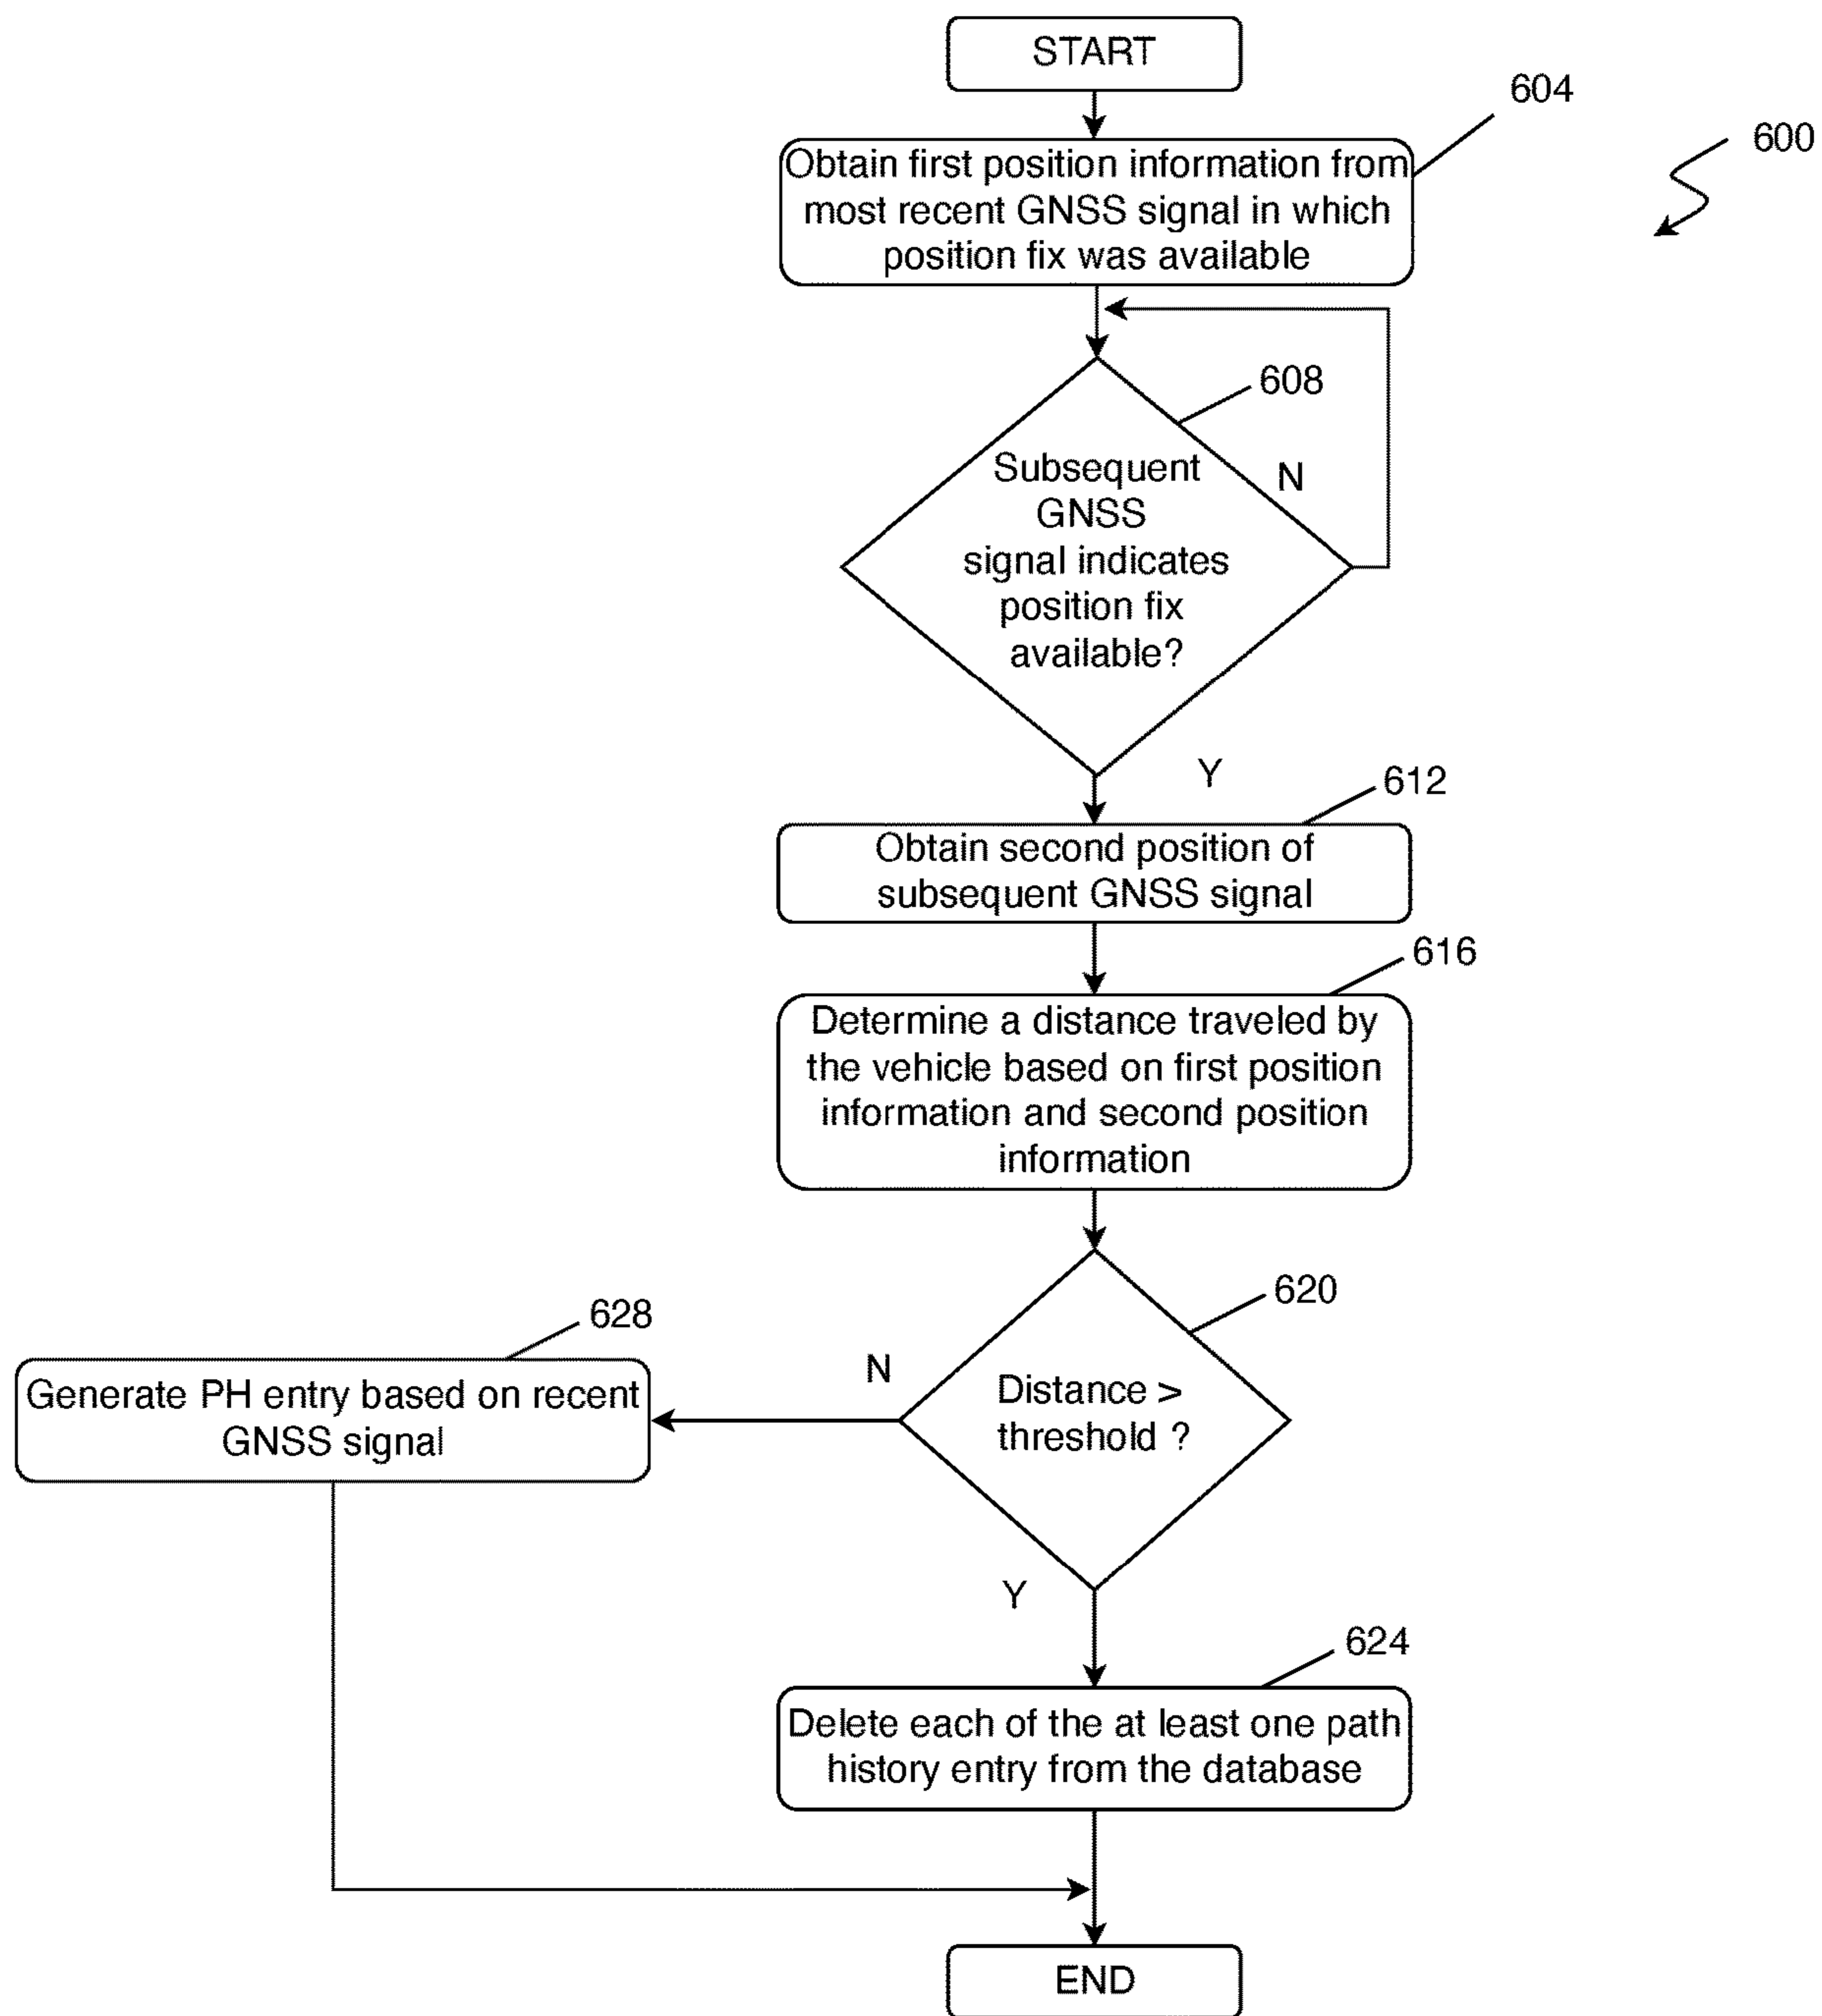 START
604
600
Obtain first position information from
most recent GNSS signal in which
position fix was available
608
N
Subsequent
GNSS
signal indicates
position fix
available?
Y
612
Obtain second position of
subsequent GNSS signal
616
Determine a distance traveled by
the vehicle based on first position
information and second position
information
620
628
N
Distance >
threshold ?
Generate PH entry based on recent
GNSS signal
Y
624
Delete each of the at least one path
history entry from the database
END